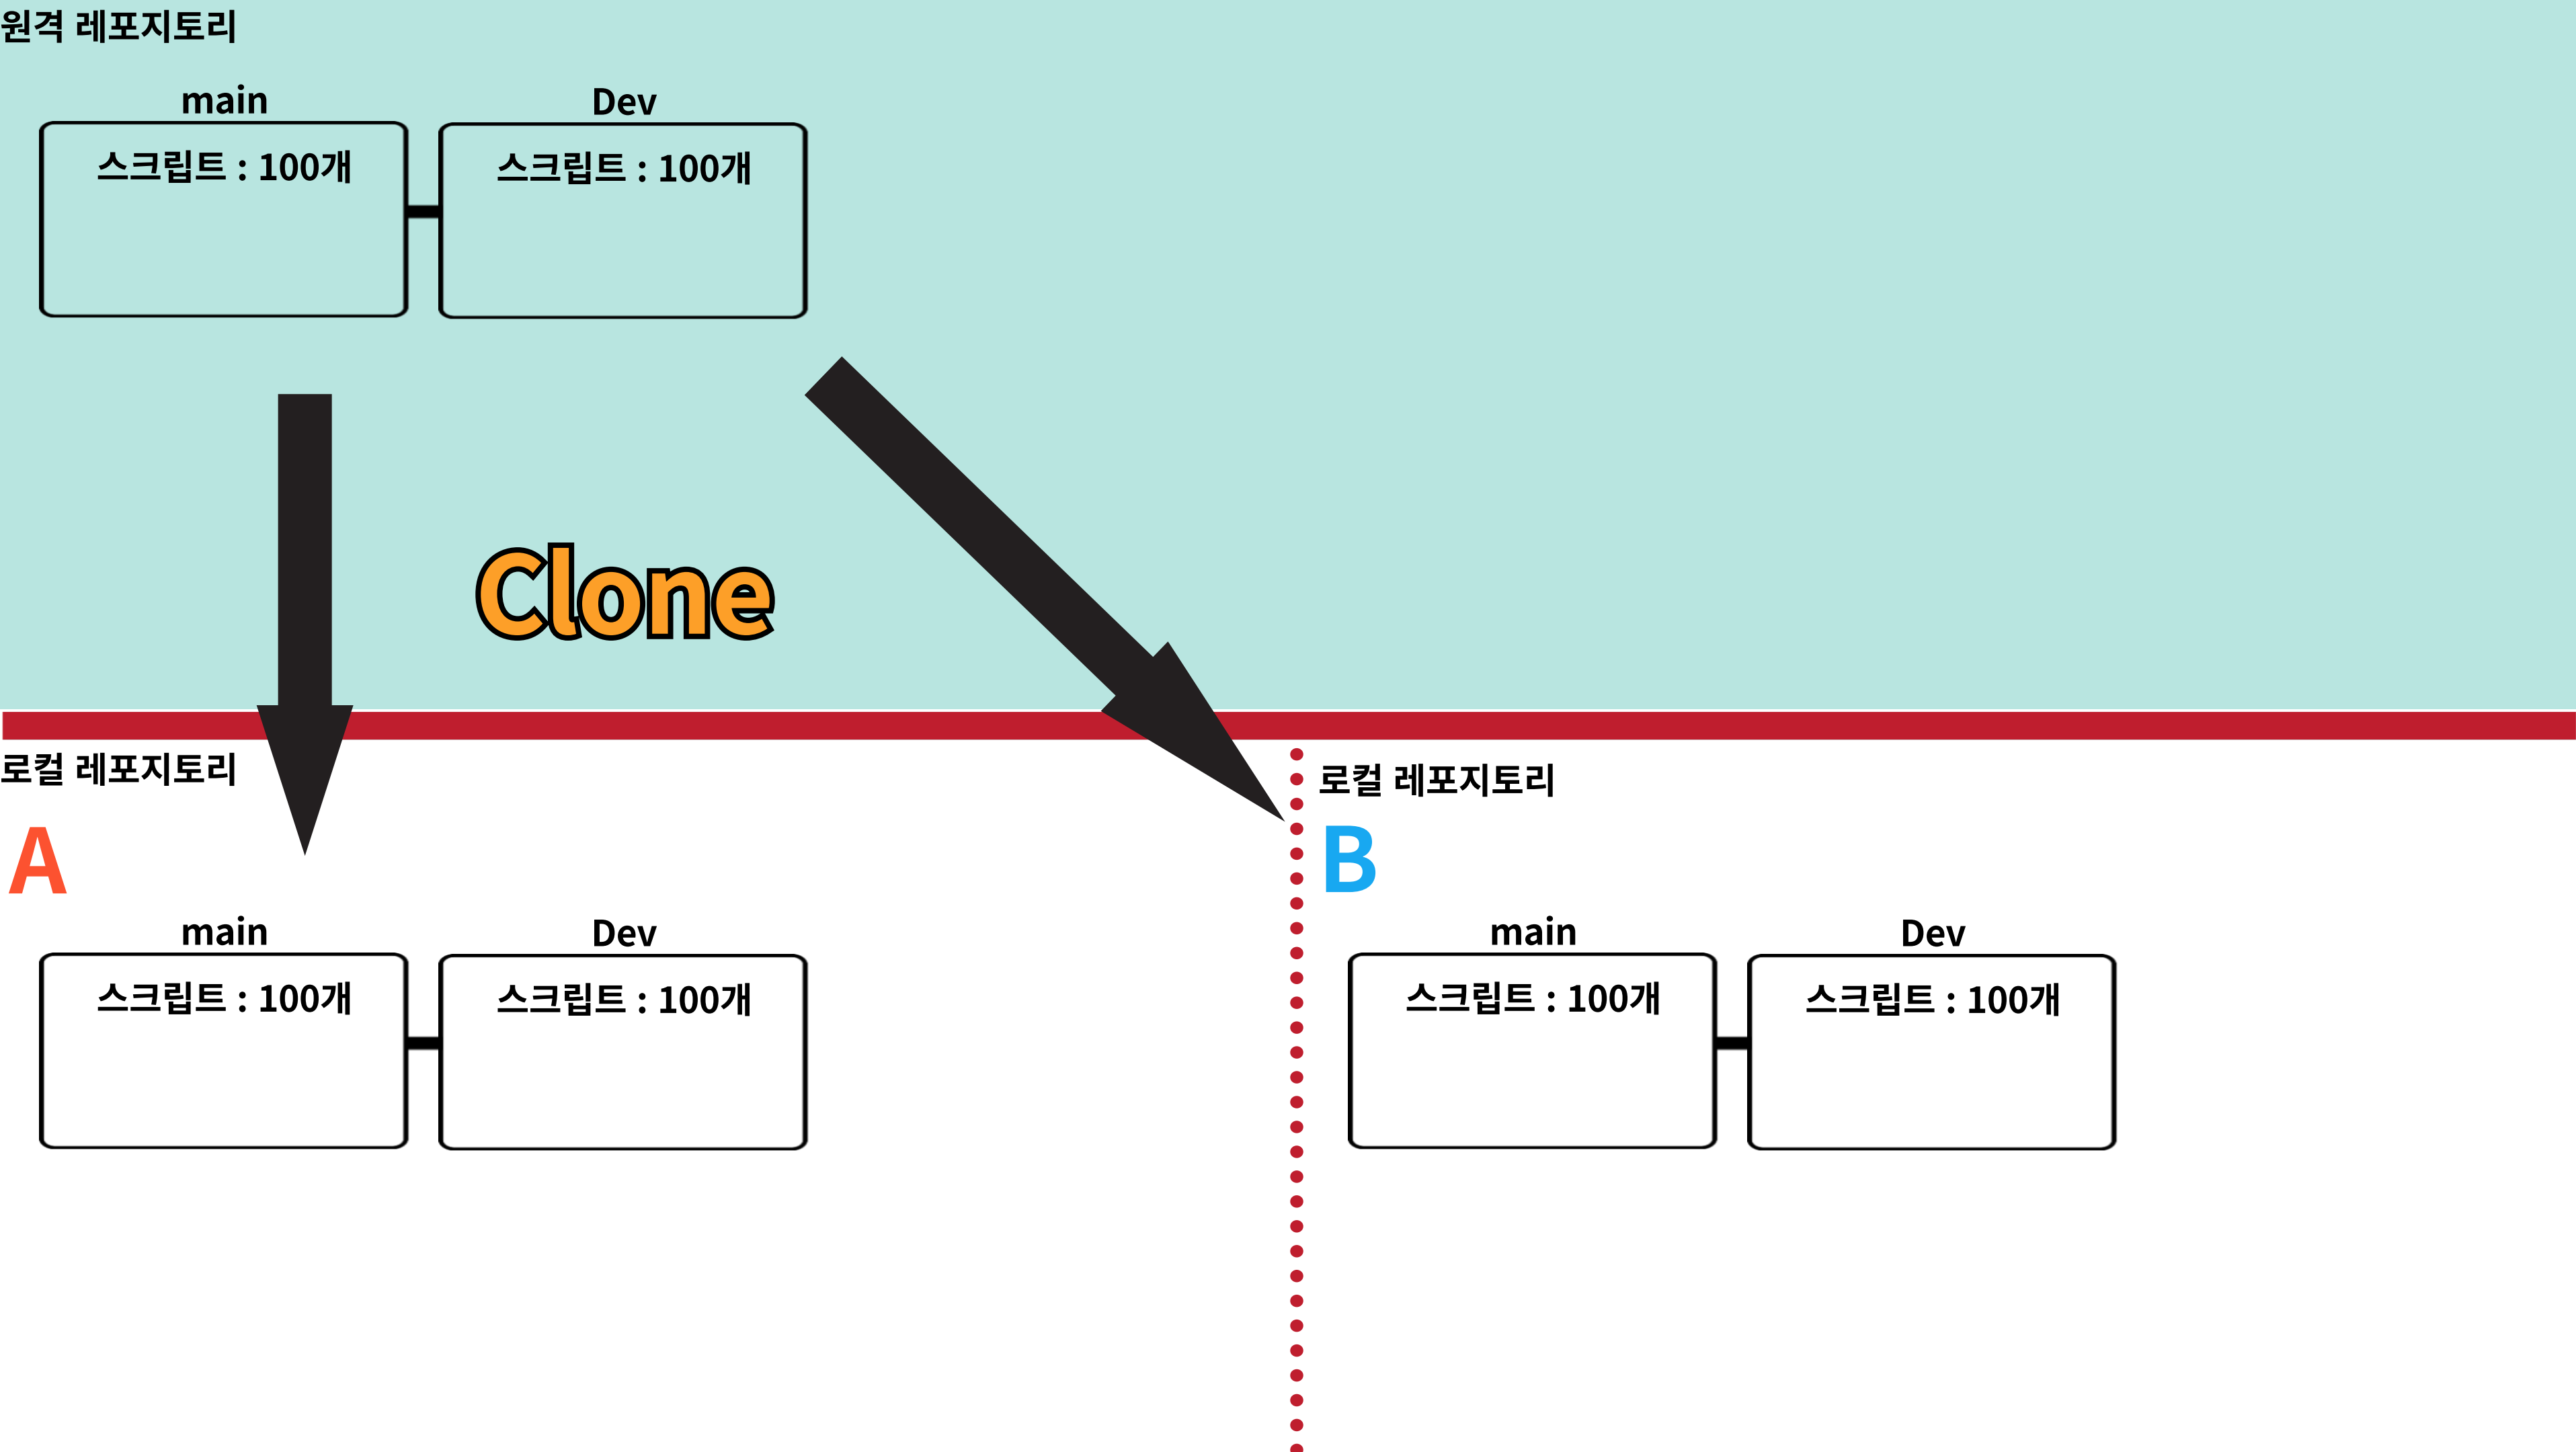 원격 레포지토리
main
Dev
스크립트 : 100개
스크립트 : 100개
Clone
로컬 레포지토리
A
main
Dev
스크립트 : 100개
스크립트 : 100개
로컬 레포지토리
B
main
Dev
스크립트 : 100개
스크립트 : 100개